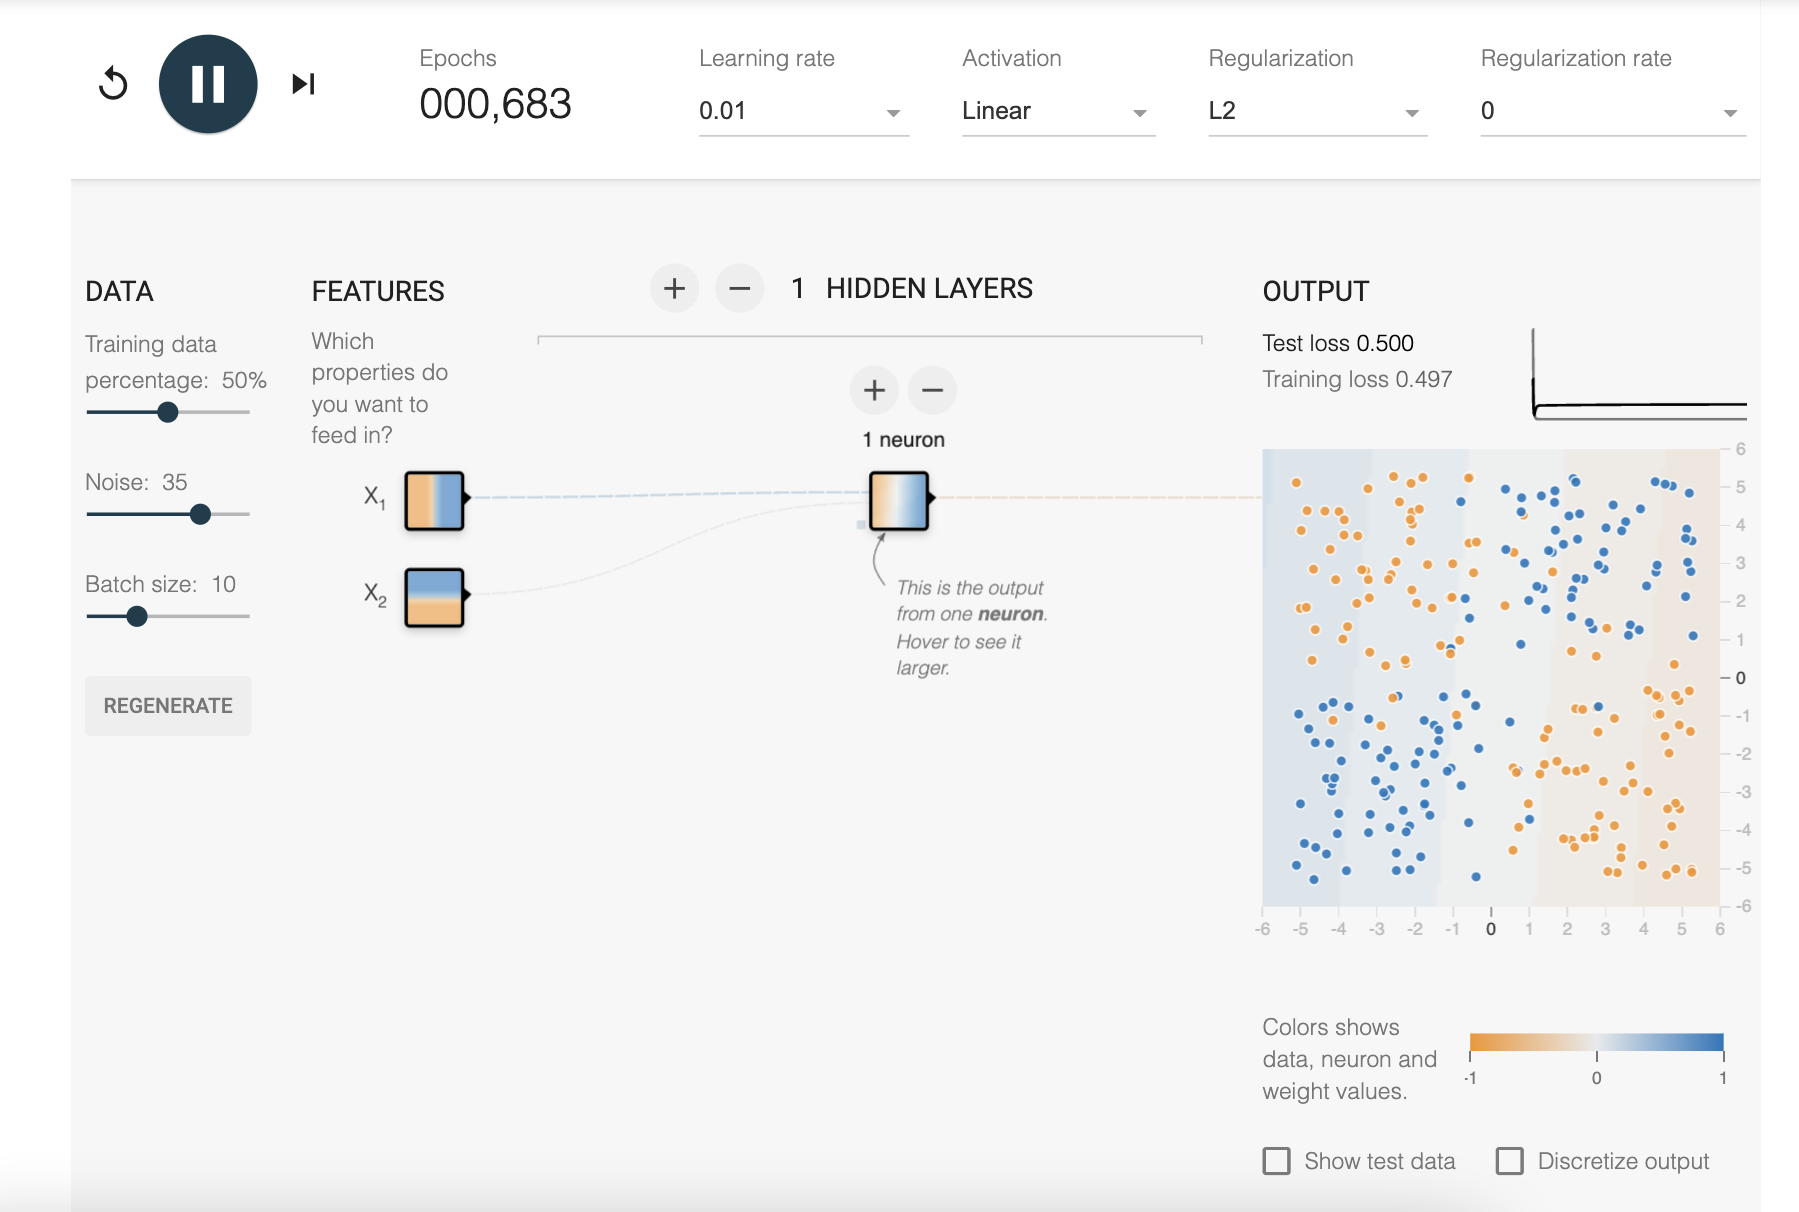 Epochs
000,683
Learning rate
0.01
Activation
Linear
Regularization
L2
Regularization rate
0
DATA
Training data
percentage: 50%
Noise: 35
Batch size: 10
REGENERATE
FEATURES
Which
properties do
you want to
feed in?
X1
X2
1 HIDDEN LAYERS
1 neuron
This is the output
from one neuron.
Hover to see it
larger.
OUTPUT
Test loss 0.500
Training loss 0.497
6
5
4
3
2
1
0
-1
-2
-3
-4
-5
-6
-6 -5 -4 -3 -2 -1 0 1 2 3 4 5 6
Colors shows
data, neuron and
weight values.
-1 0 1
Show test data
Discretize output